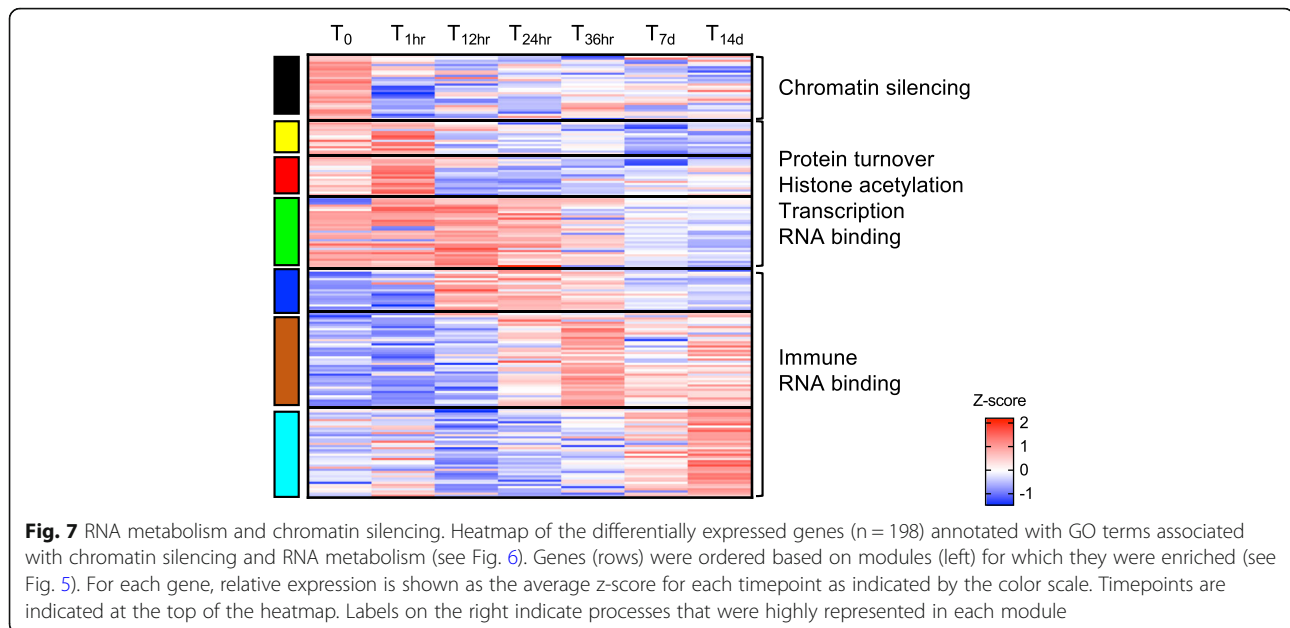 T0 T1hr T12hr T24hr T36hr T7d T14d
Chromatin silencing
Protein turnover
Histone acetylation
Transcription
RNA binding
Immune
RNA binding
Z-score
2
1
0
-1
Fig. 7 RNA metabolism and chromatin silencing. Heatmap of the differentially expressed genes (n = 198) annotated with GO terms associated
with chromatin silencing and RNA metabolism (see Fig. 6). Genes (rows) were ordered based on modules (left) for which they were enriched (see
Fig. 5). For each gene, relative expression is shown as the average z-score for each timepoint as indicated by the color scale. Timepoints are
indicated at the top of the heatmap. Labels on the right indicate processes that were highly represented in each module